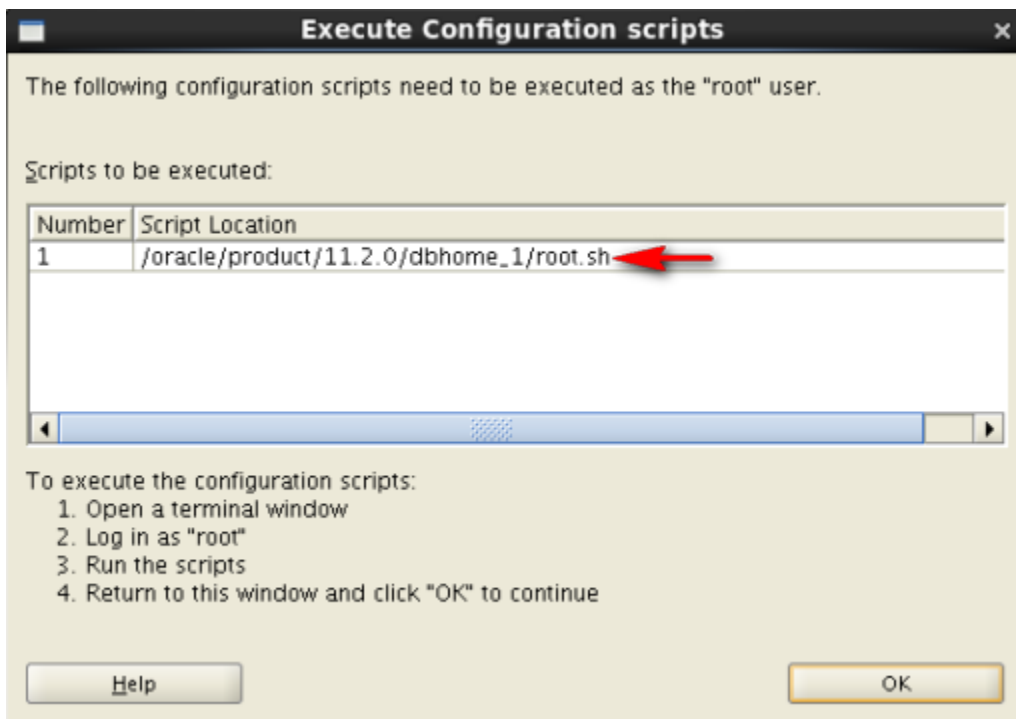 Execute Configuration scripts
The following configuration scripts need to be executed as the "root" user.
Scripts to be executed:
Number Script Location
1 /oracle/product/11.2.0/dbhome_1/root.sh
To execute the configuration scripts:
1. Open a terminal window
2. Log in as "root"
3. Run the scripts
4. Return to this window and click "OK" to continue
Help OK